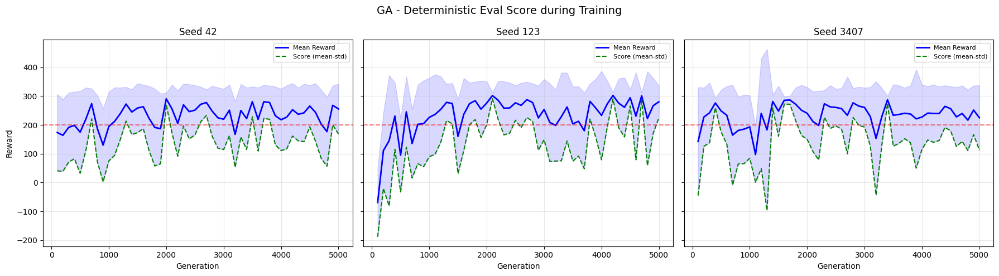 GA - Deterministic Eval Score during Training
Seed 42
Mean Reward
Score (mean-std)
Reward
400
300
200
100
0
−100
−200
0 1000 2000 3000 4000 5000
Generation
Seed 123
Mean Reward
Score (mean-std)
0 1000 2000 3000 4000 5000
Generation
Seed 3407
Mean Reward
Score (mean-std)
0 1000 2000 3000 4000 5000
Generation